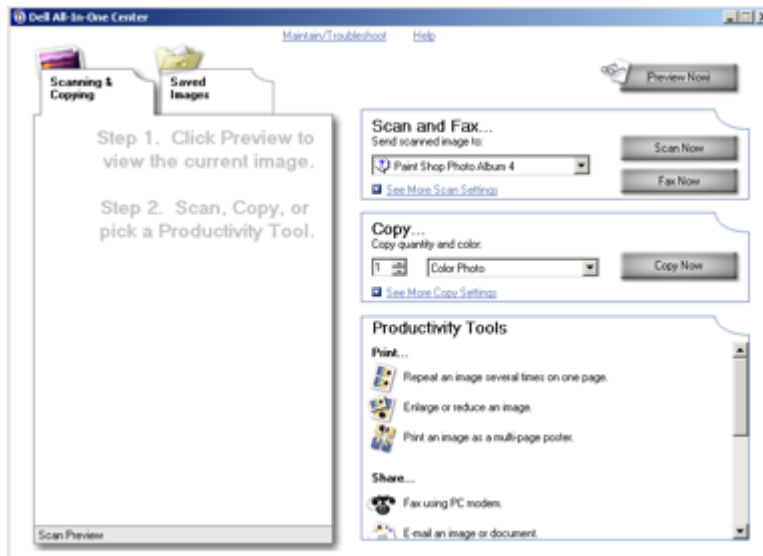 Dell All-In-One Center
Maintain/Troubleshoot Help
Scanning & Copying
Saved Images
Preview Now!
Step 1. Click Preview to
view the current image.
Step 2. Scan, Copy, or
pick a Productivity Tool.
Scan Preview
Scan and Fax...
Send scanned image to:
Paint Shop Photo Album 4
See More Scan Settings
Scan Now
Fax Now
Copy...
Copy quantity and color:
1 Color Photo
Copy Now
See More Copy Settings
Productivity Tools
Print...
Repeat an image several times on one page.
Enlarge or reduce an image.
Print an image as a multi-page poster.
Share...
Fax using PC modem.
E-mail an image or document.